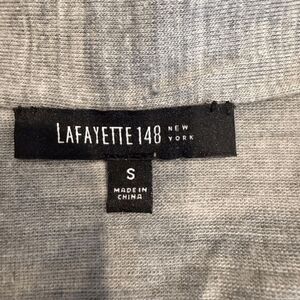 LAFAYETTE 148 NEW YORK
S
MADE IN
CHINA